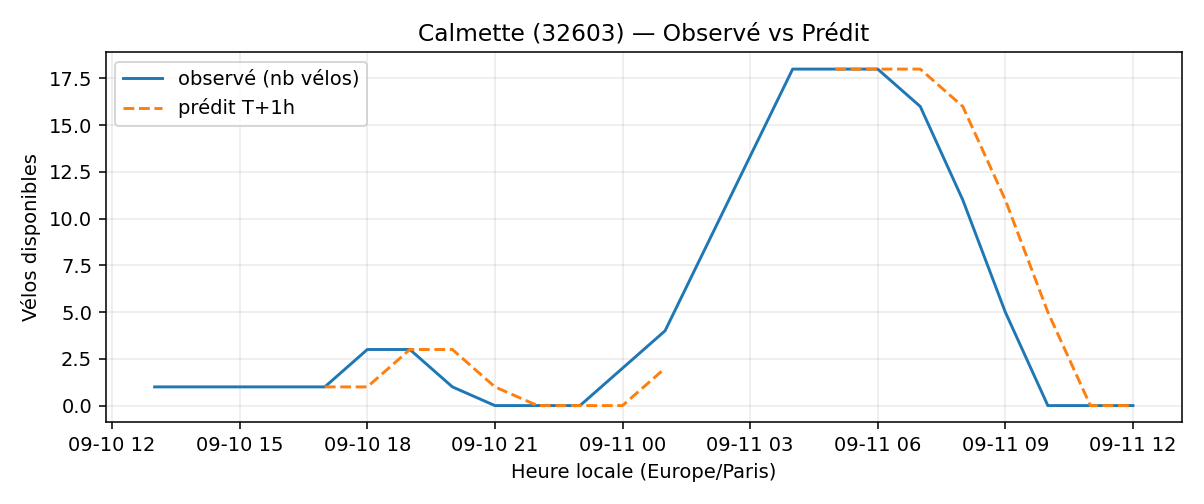 Calmette (32603) — Observé vs Prédit
observé (nb vélos)
prédit T+1h
Vélos disponibles
17.5
15.0
12.5
10.0
7.5
5.0
2.5
0.0
09-10 12 09-10 15 09-10 18 09-10 21 09-11 00 09-11 03 09-11 06 09-11 09 09-11 12
Heure locale (Europe/Paris)